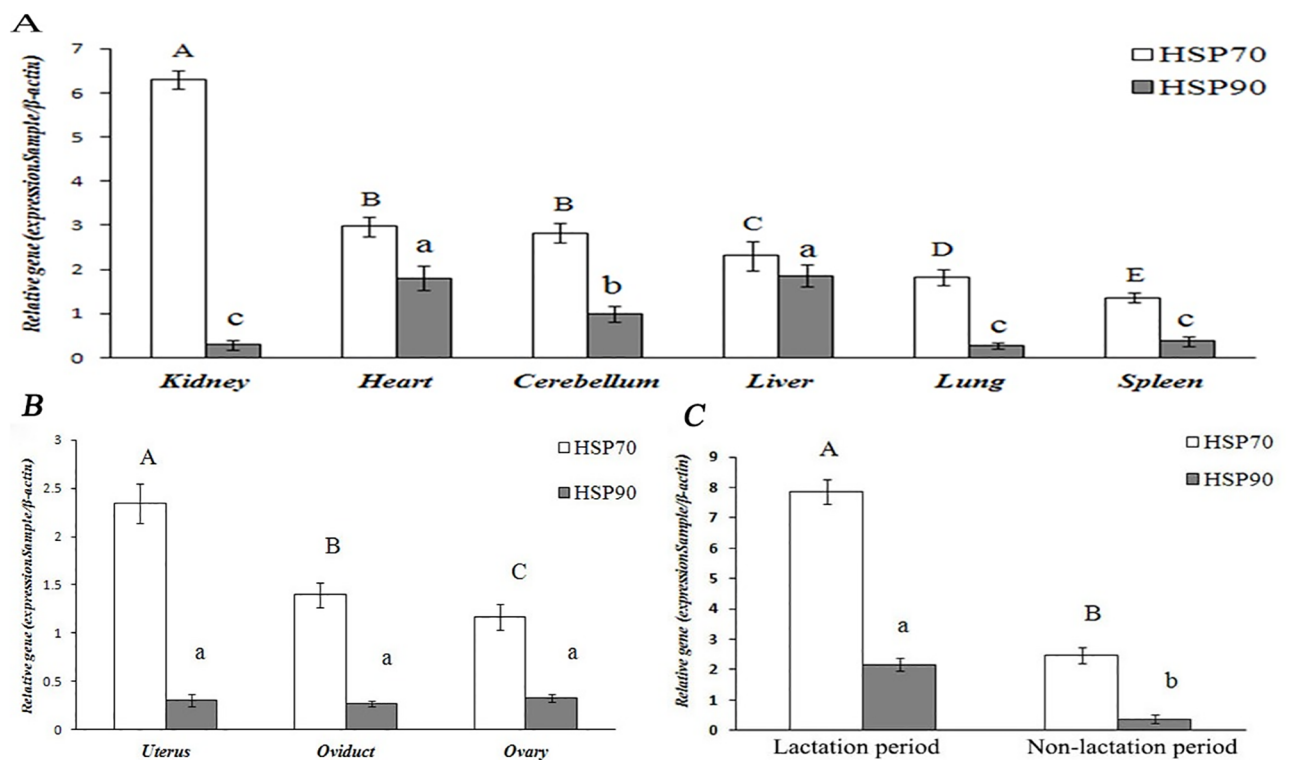 A
Relative gene (expressionSample/β-actin)
7
6
5
4
3
2
1
0
HSP70
HSP90
A
c
B
a
B
b
C
a
D
c
E
c
Kidney Heart Cerebellum Liver Lung Spleen
B
Relative gene (expressionSample/β-actin)
3
2.5
2
1.5
1
0.5
0
HSP70
HSP90
A
a
B
a
C
a
Uterus Oviduct Ovary
C
Relative gene (expressionSample/β-actin)
9
8
7
6
5
4
3
2
1
0
HSP70
HSP90
A
a
B
b
Lactation period Non-lactation period